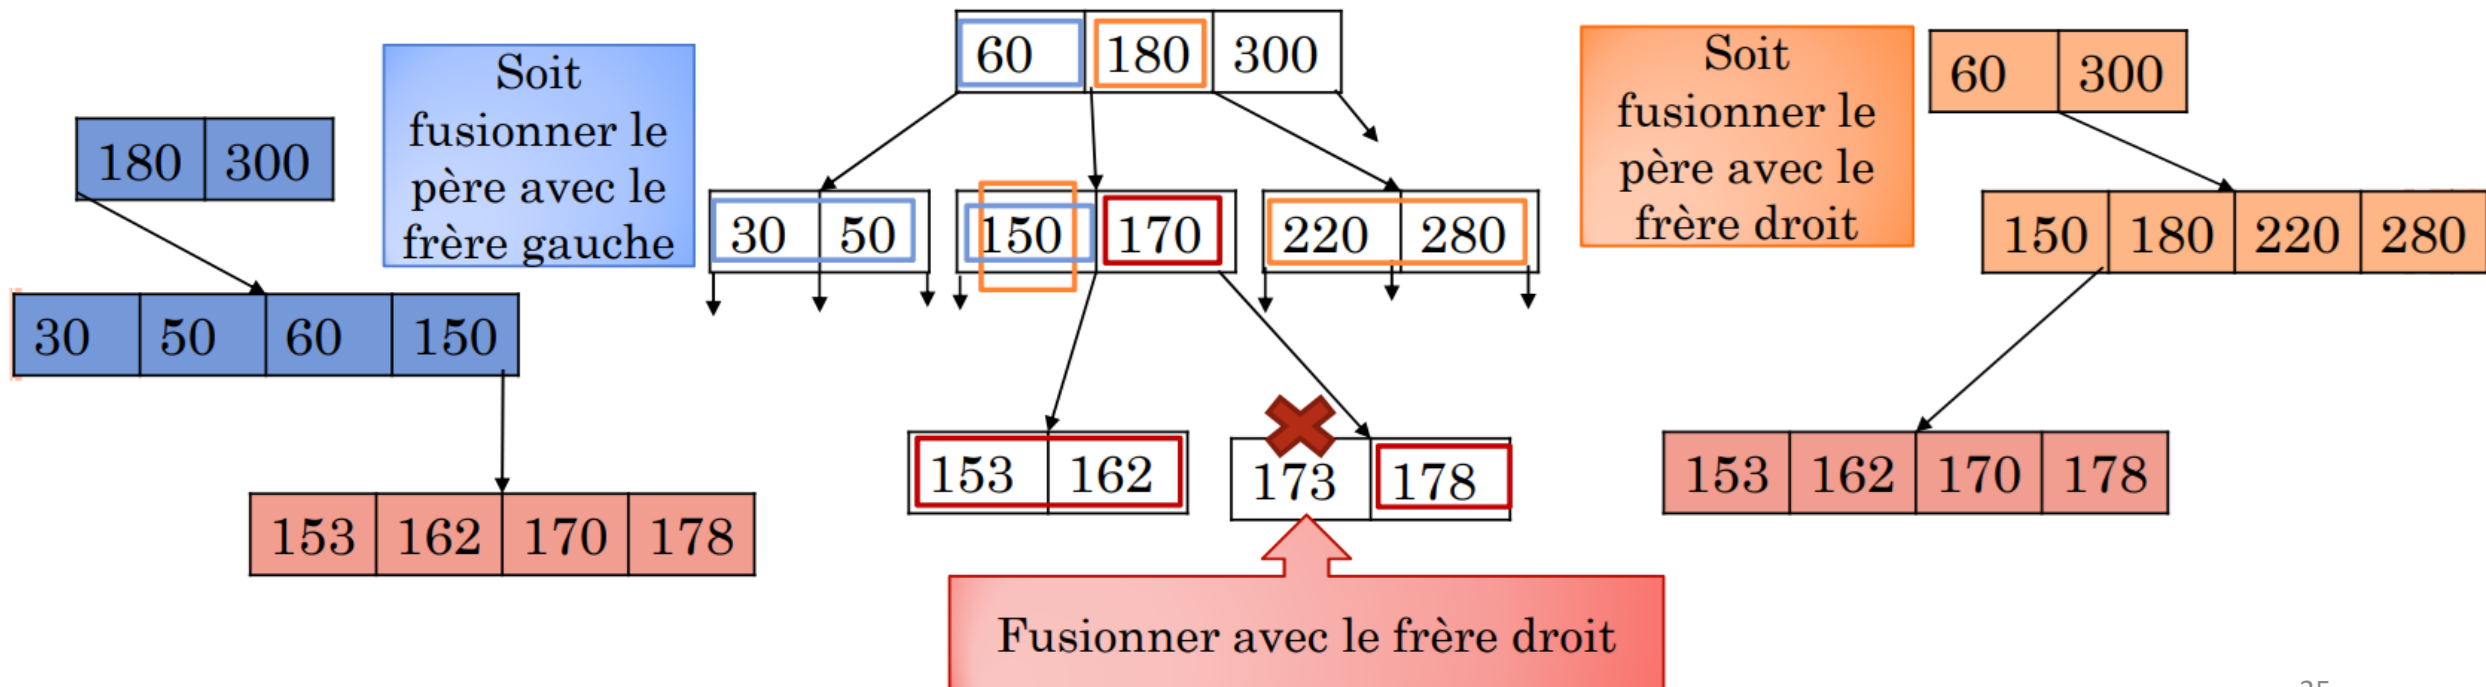 Soit
fusionner le
père avec le
frère gauche
180 300
30 50 60 150
153 162 170 178
60 180 300
30 50
150 170
220 280
153 162
173 178
Fusionner avec le frère droit
Soit
fusionner le
père avec le
frère droit
60 300
150 180 220 280
153 162 170 178